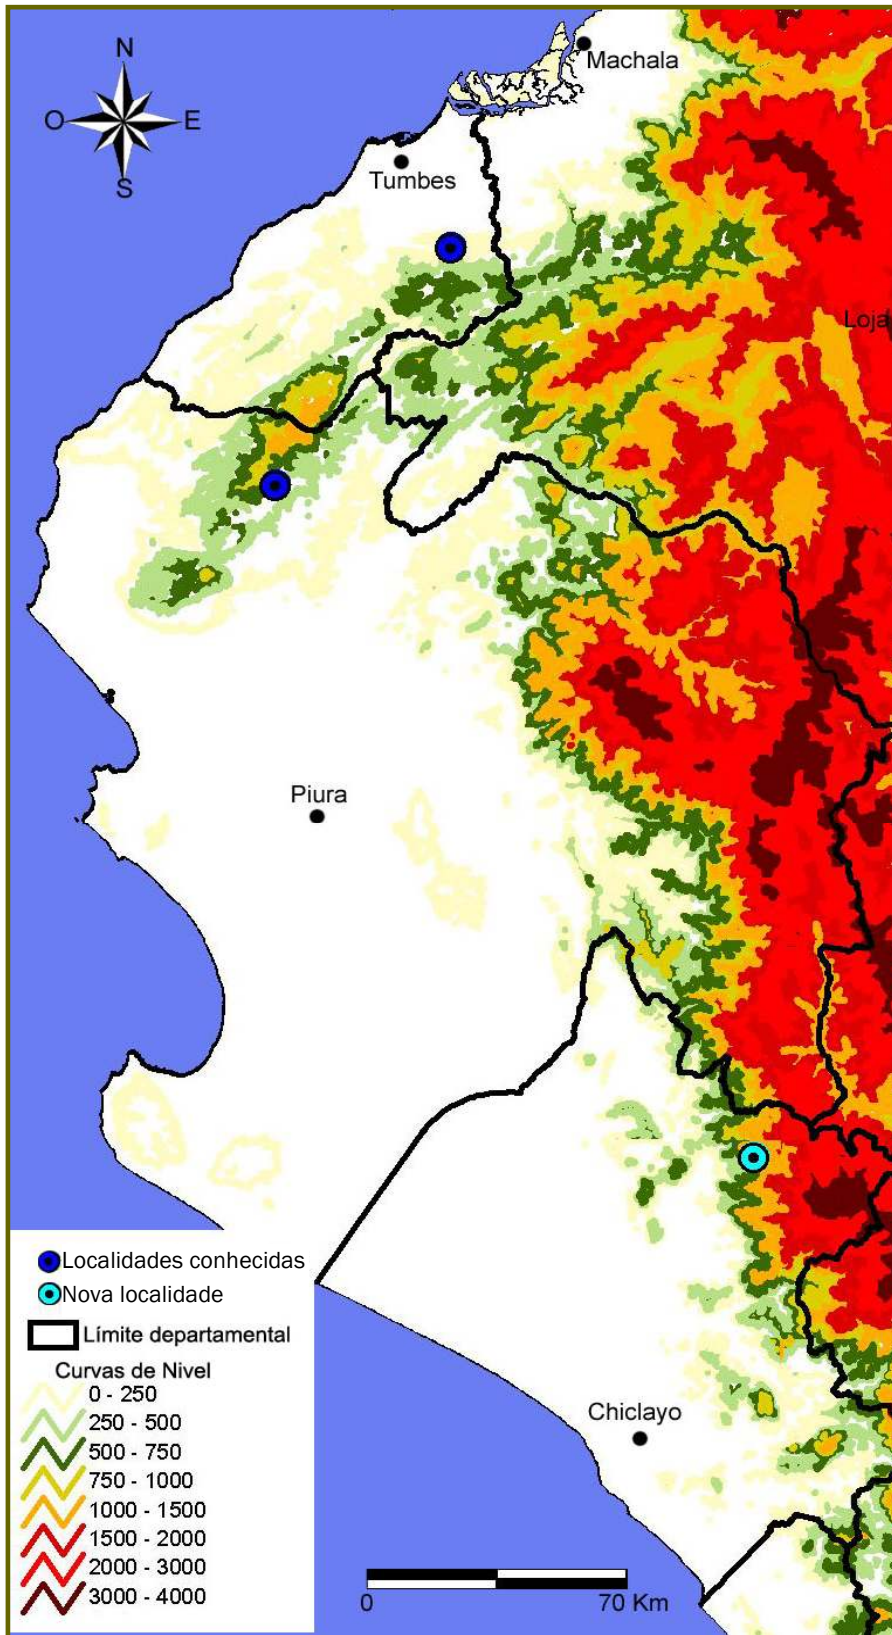 N
O
E
S
Machala
Tumbes
Loja
Piura
Chiclayo
Localidades conhecidas
Nova localidade
Límite departamental
Curvas de Nivel
0 - 250
250 - 500
500 - 750
750 - 1000
1000 - 1500
1500 - 2000
2000 - 3000
3000 - 4000
0
70 Km